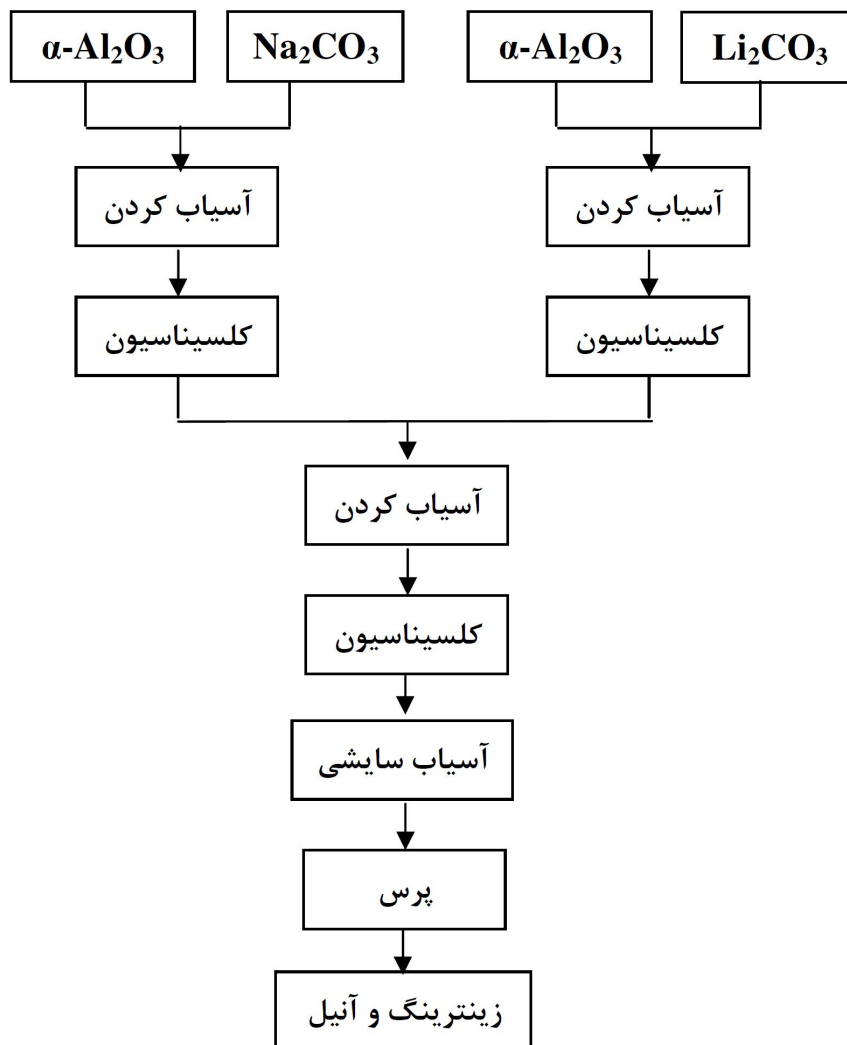 α-Al₂O₃
Na₂CO₃
α-Al₂O₃
Li₂CO₃
آسیاب کردن
آسیاب کردن
کلسیناسیون
کلسیناسیون
آسیاب کردن
کلسیناسیون
آسیاب سایشی
پرس
زینترینگ و آنیل